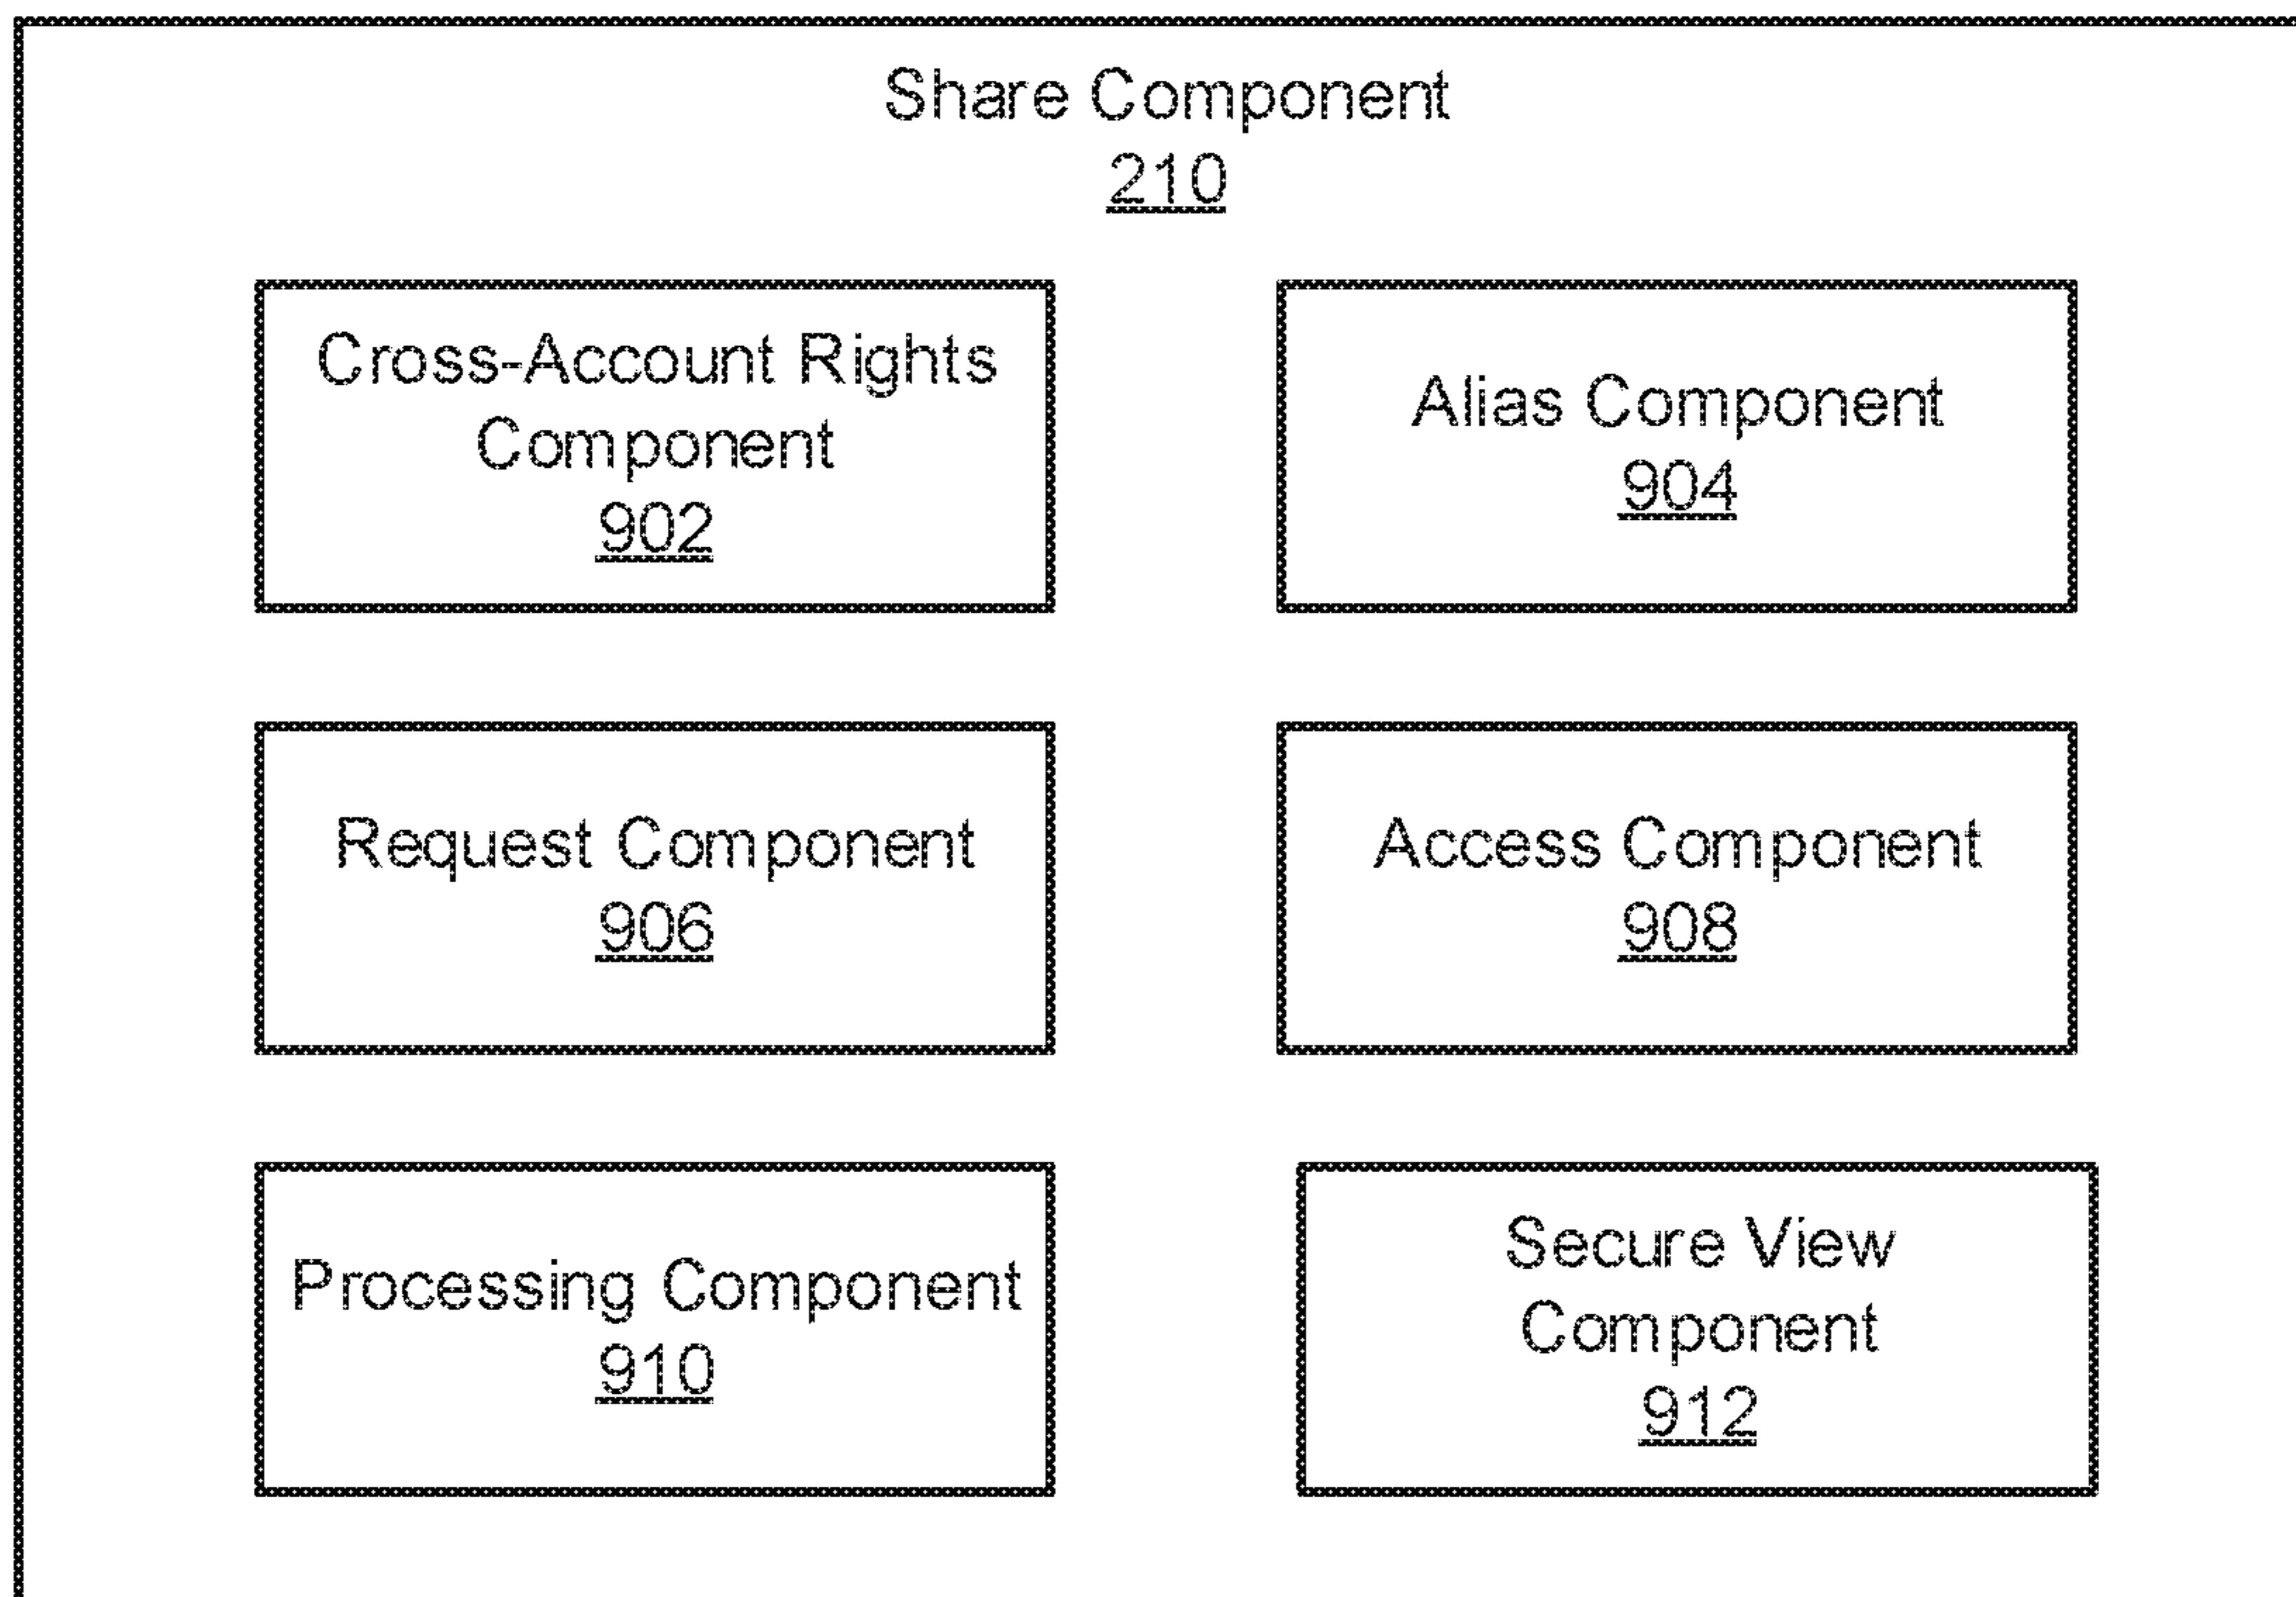 Share Component
210
Cross-Account Rights
Component
902
Alias Component
904
Request Component
906
Access Component
908
Processing Component
910
Secure View
Component
912